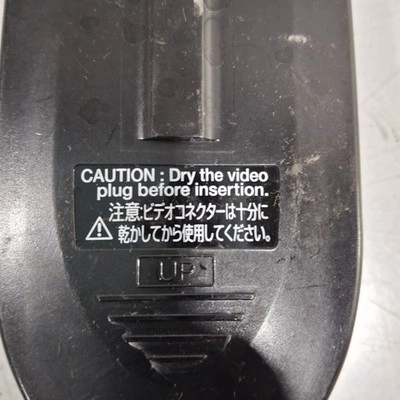 CAUTION : Dry the video
plug before insertion.
注意:ビデオコネクターは十分に
乾かしてから使用してください。
UP